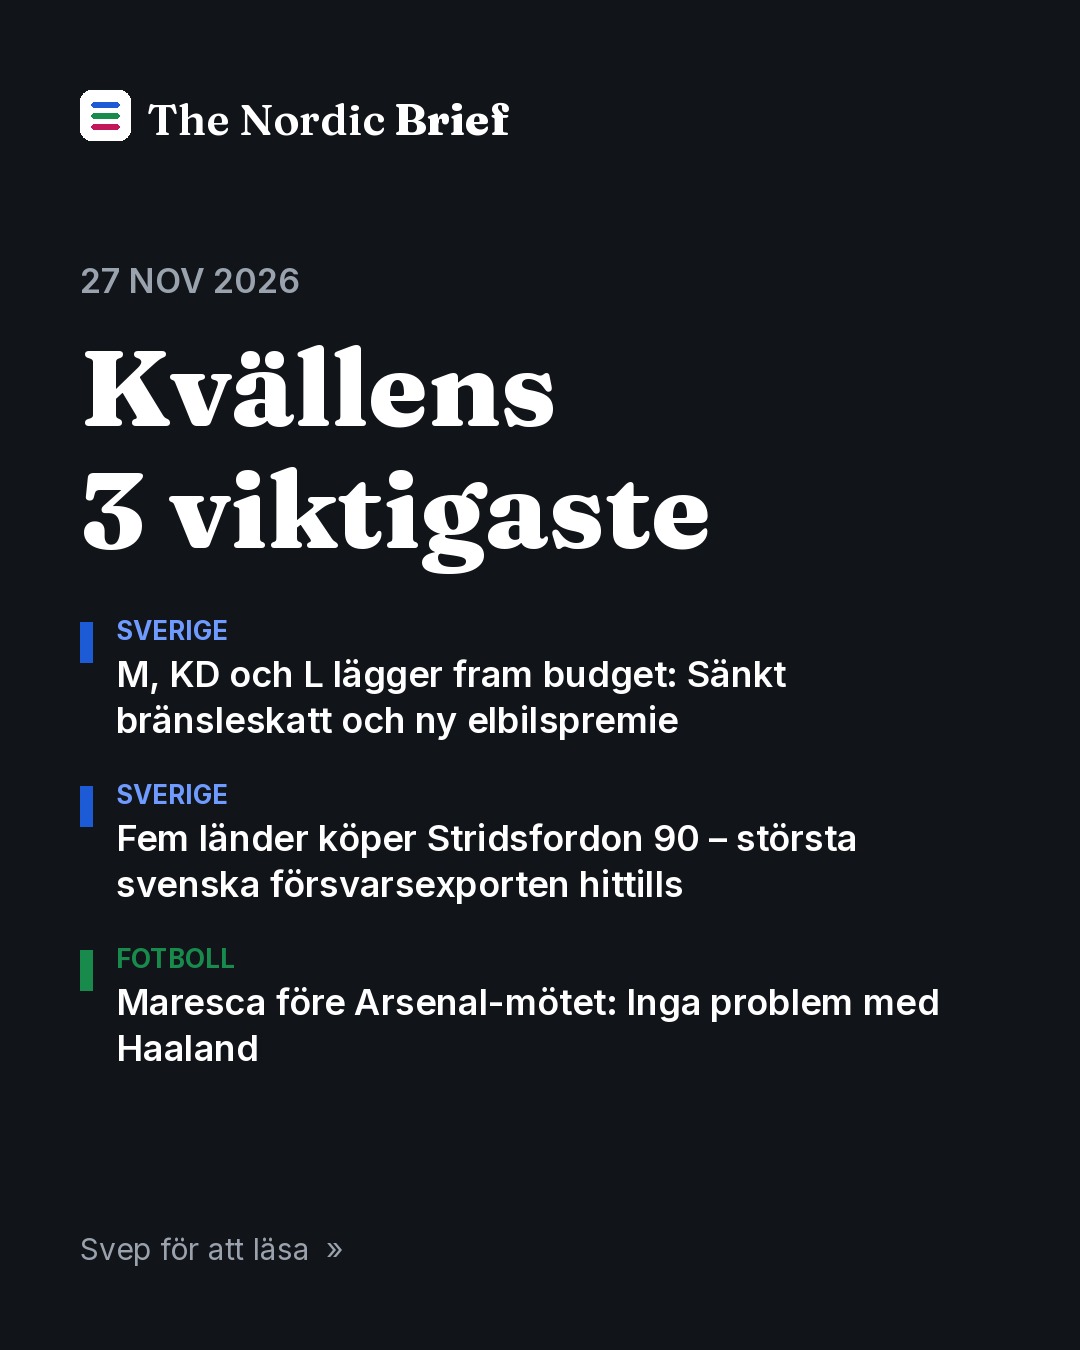 The Nordic Brief
27 NOV 2026
Kvällens
3 viktigaste
SVERIGE
M, KD och L lägger fram budget: Sänkt
bränsleskatt och ny elbilspremie
SVERIGE
Fem länder köper Stridsfordon 90 – största
svenska försvarsexporten hittills
FOTBOLL
Maresca före Arsenal-mötet: Inga problem med
Haaland
Svep för att läsa »